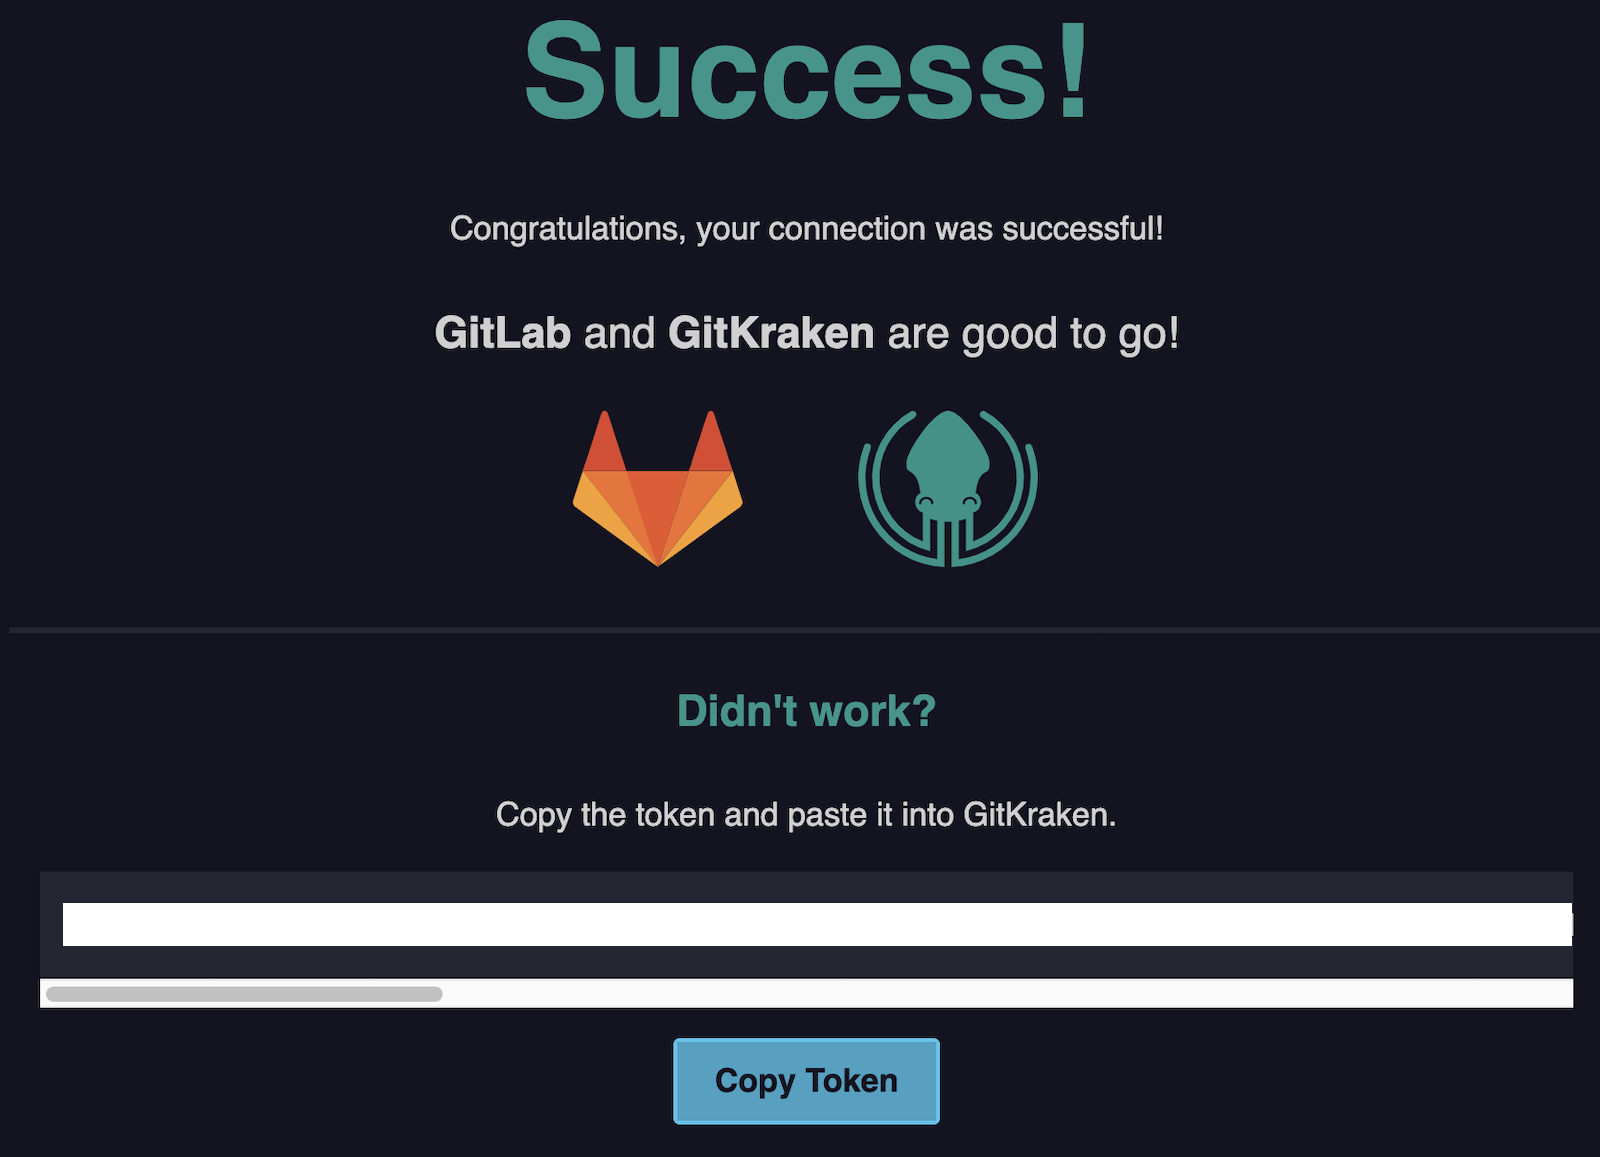 Success!
Congratulations, your connection was successful!
GitLab and GitKraken are good to go!
Didn't work?
Copy the token and paste it into GitKraken.
Copy Token